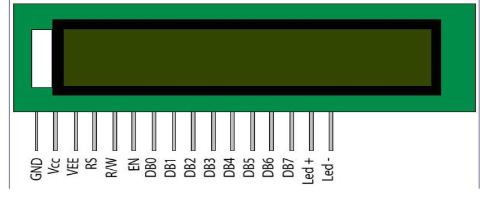 GND
Vcc
VEE
RS
R/W
EN
DB0
DB1
DB2
DB3
DB4
DB5
DB6
DB7
Led +
Led -